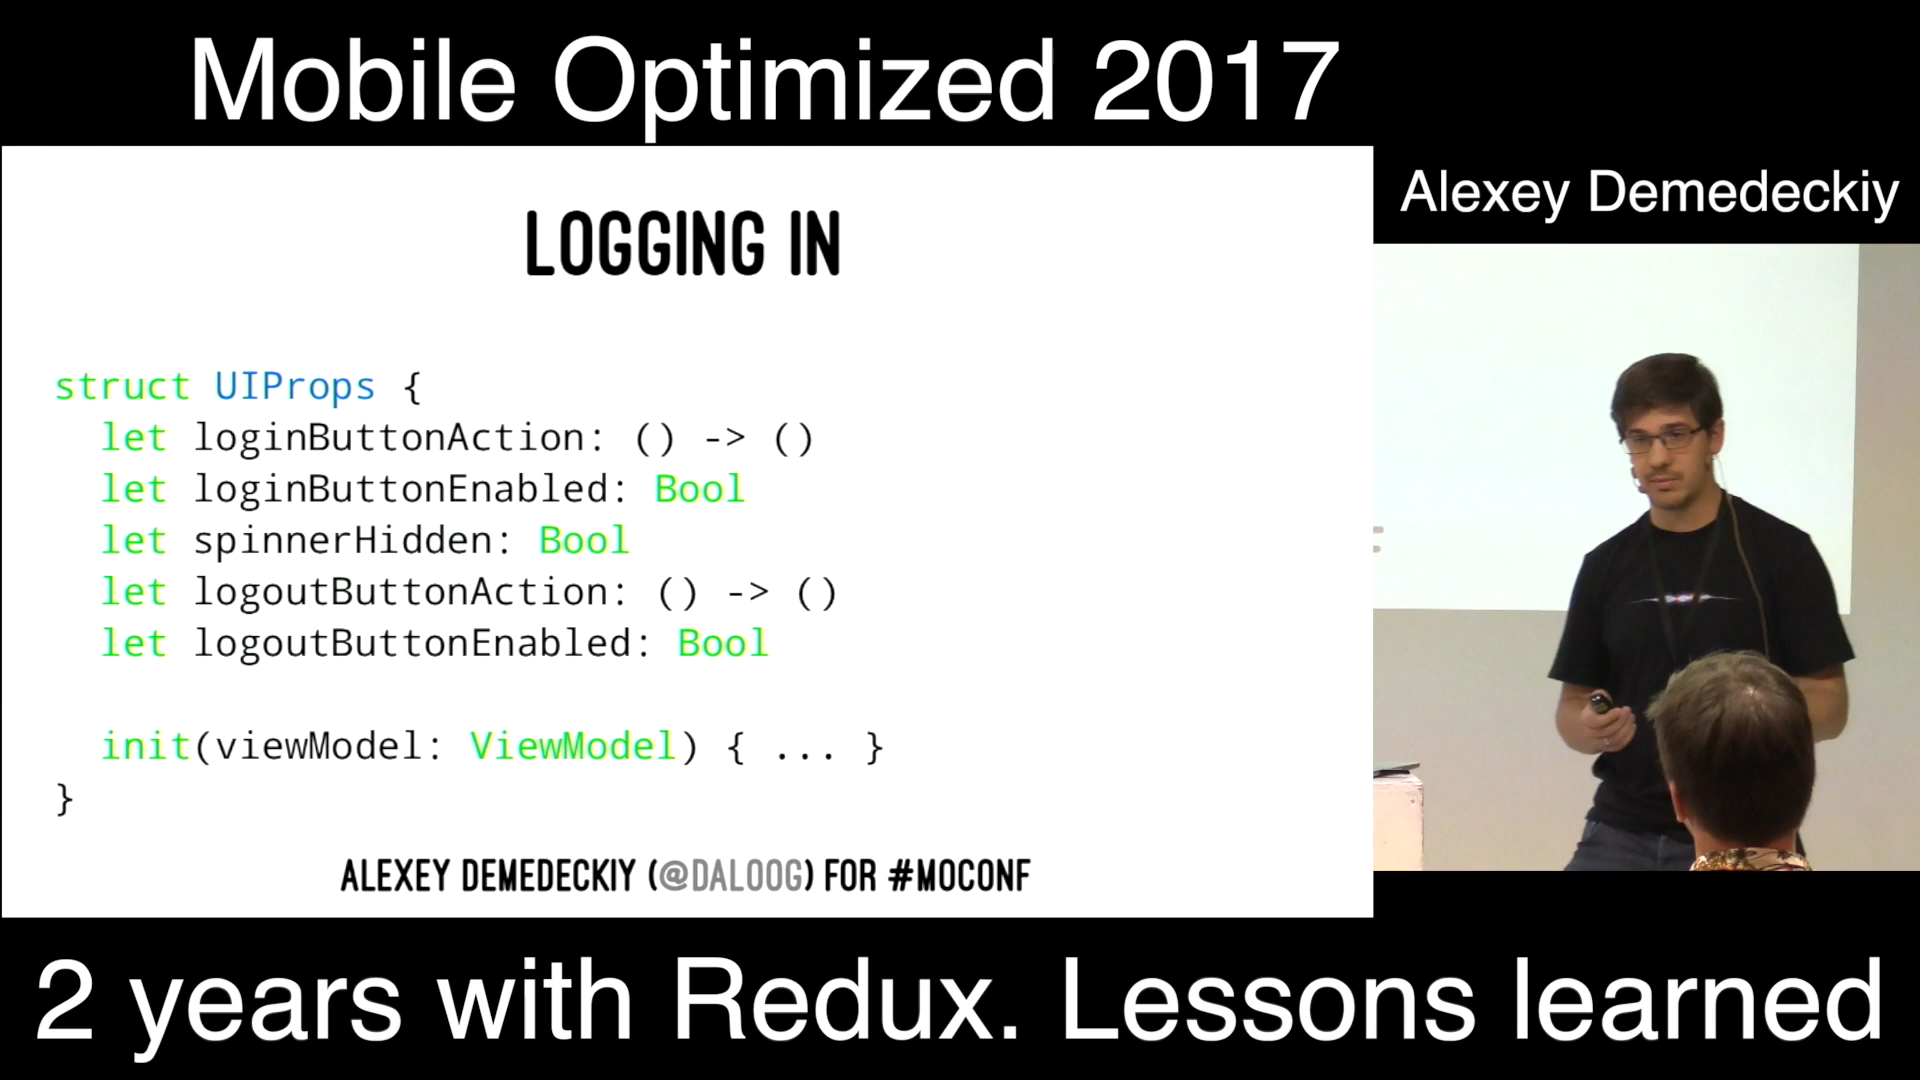 Mobile Optimized 2017
Alexey Demedeckiy
LOGGING IN
struct UIProps {
let loginButtonAction: () -> ()
let loginButtonEnabled: Bool
let spinnerHidden: Bool
let logoutButtonAction: () -> ()
let logoutButtonEnabled: Bool
init(viewModel: ViewModel) { ... }
}
ALEXEY DEMEDECKIY (@DALOOG) FOR #MOCONF
2 years with Redux. Lessons learned